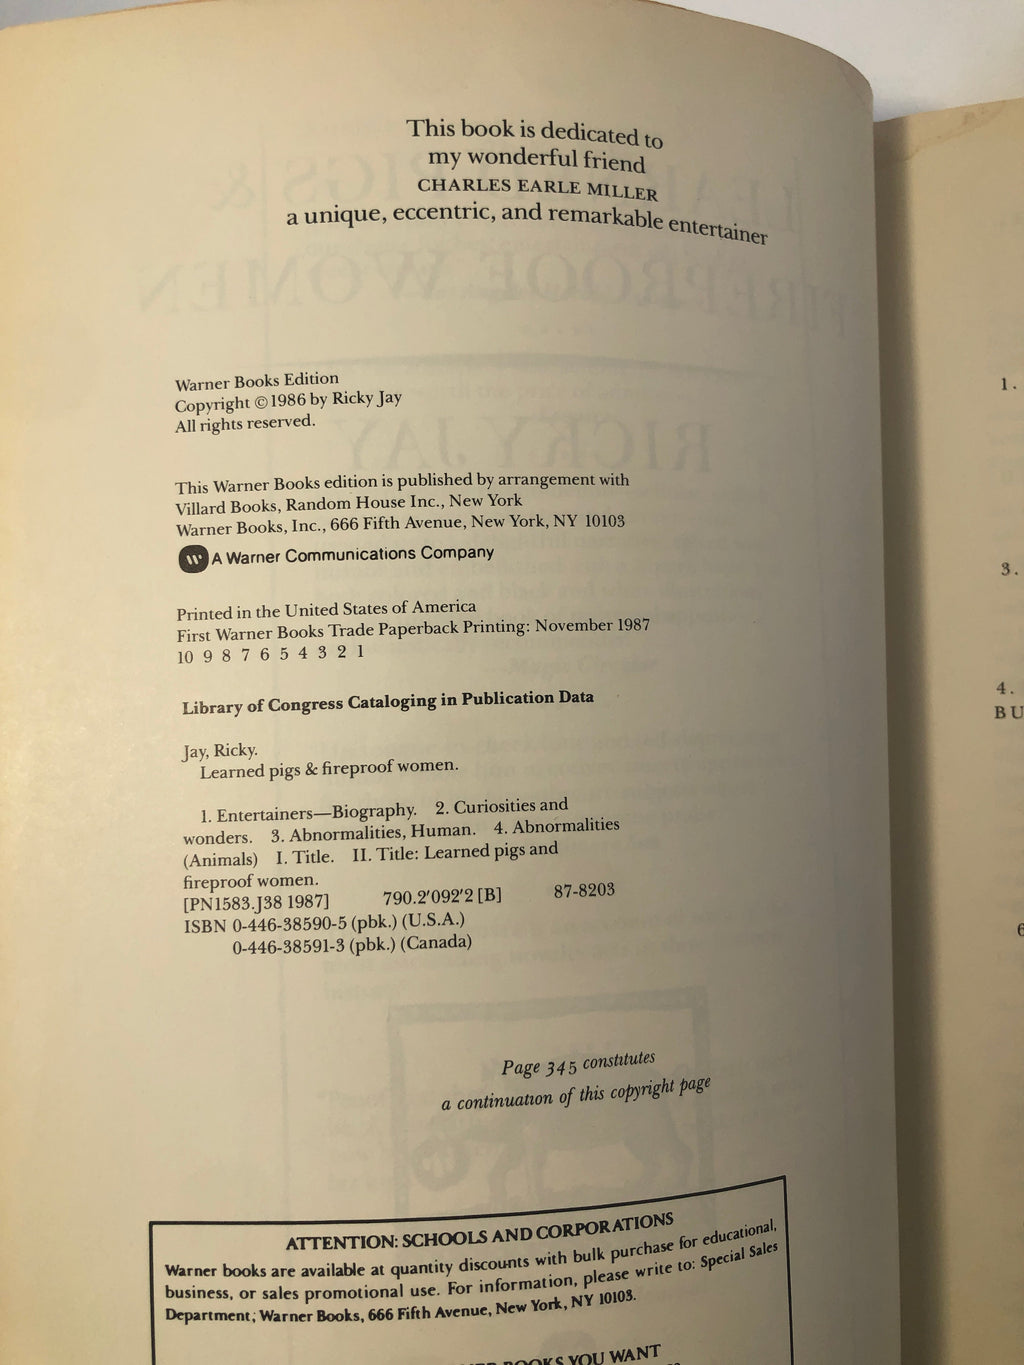 This book is dedicated to
my wonderful friend
CHARLES EARLE MILLER
a unique, eccentric, and remarkable entertainer
Warner Books Edition
Copyright © 1986 by Ricky Jay
All rights reserved.
This Warner Books edition is published by arrangement with
Villard Books, Random House Inc., New York
Warner Books, Inc., 666 Fifth Avenue, New York, NY 10103
W A Warner Communications Company
Printed in the United States of America
First Warner Books Trade Paperback Printing: November 1987
10 9 8 7 6 5 4 3 2 1
Library of Congress Cataloging in Publication Data
Jay, Ricky.
Learned pigs & fireproof women.
1. Entertainers—Biography. 2. Curiosities and
wonders. 3. Abnormalities, Human. 4. Abnormalities
(Animals) I. Title. II. Title: Learned pigs and
fireproof women.
[PN1583.J38 1987] 790.2′092′2 [B] 87-8203
ISBN 0-446-38590-5 (pbk.) (U.S.A.)
0-446-38591-3 (pbk.) (Canada)
Page 345 constitutes
a continuation of this copyright page
ATTENTION: SCHOOLS AND CORPORATIONS
Warner books are available at quantity discounts with bulk purchase for educational,
business, or sales promotional use. For information, please write to: Special Sales
Department; Warner Books, 666 Fifth Avenue, New York, NY 10103.
BOOKS YOU WANT
1.
3.
4.
BU
6